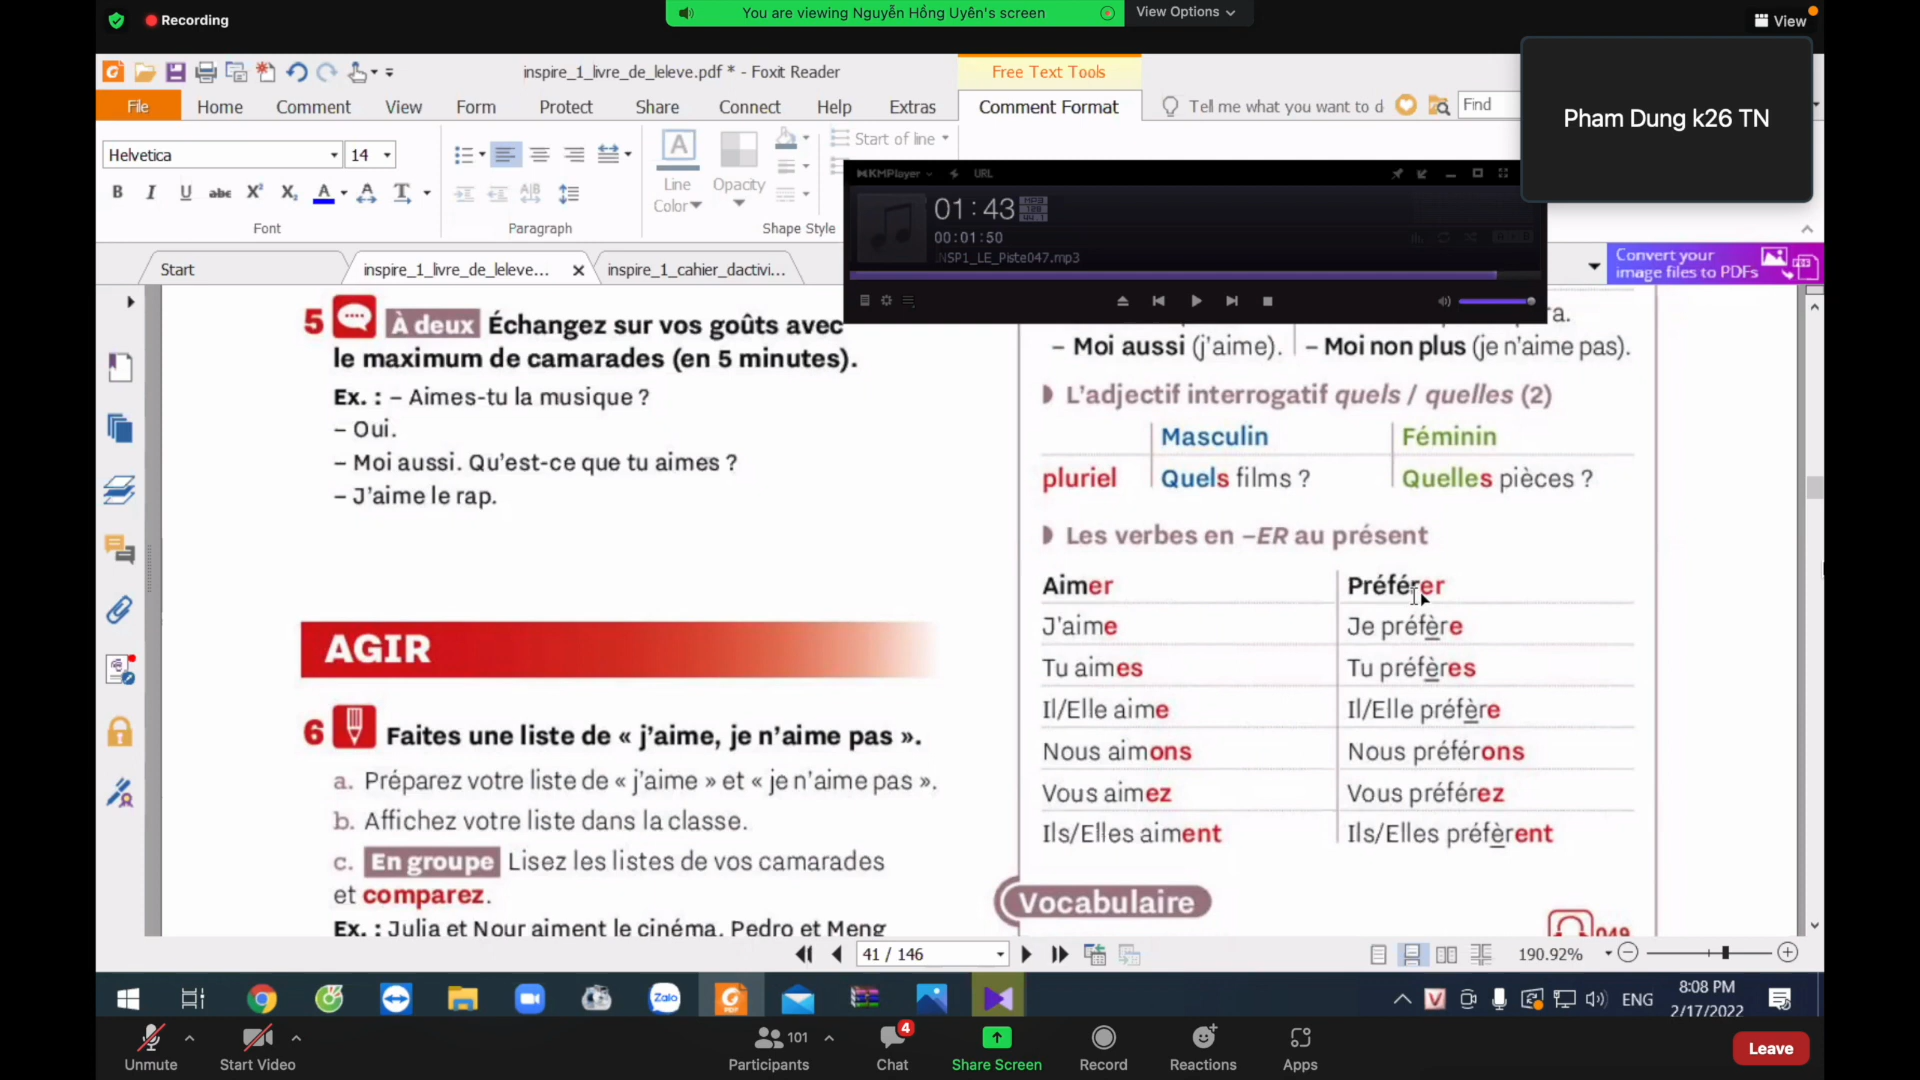 Recording
You are viewing Nguyễn Hồng Uyên's screen
View Options
View
Pham Dung k26 TN
inspire_1_livre_de_leleve.pdf * - Foxit Reader
Free Text Tools
File
Home
Comment
View
Form
Protect
Share
Connect
Help
Extras
Comment Format
Tell me what you want to d
Find
Helvetica
14
Start of line
Line Color
Opacity
Font
Paragraph
Shape Style
KMPlayer
URL
01:43
00:01:50
INSP1_LE_Piste047.mp3
Start
inspire_1_livre_de_leleve...
inspire_1_cahier_dactivi...
Convert your
image files to PDFs
5 À deux Échangez sur vos goûts avec
le maximum de camarades (en 5 minutes).
Ex. : – Aimes-tu la musique ?
– Oui.
– Moi aussi. Qu'est-ce que tu aimes ?
– J'aime le rap.
AGIR
6 Faites une liste de « j'aime, je n'aime pas ».
a. Préparez votre liste de « j'aime » et « je n'aime pas ».
b. Affichez votre liste dans la classe.
c. En groupe Lisez les listes de vos camarades
et comparez.
Ex. : Julia et Nour aiment le cinéma. Pedro et Meng
ra.
– Moi aussi (j'aime). – Moi non plus (je n'aime pas).
L'adjectif interrogatif quels / quelles (2)
Masculin Féminin
pluriel Quels films ? Quelles pièces ?
Les verbes en –ER au présent
Aimer Préférer
J'aime Je préfère
Tu aimes Tu préfères
Il/Elle aime Il/Elle préfère
Nous aimons Nous préférons
Vous aimez Vous préférez
Ils/Elles aiment Ils/Elles préfèrent
Vocabulaire
049
41 / 146
190.92%
Zalo
ENG
8:08 PM
2/17/2022
Unmute
Start Video
101
Participants
4
Chat
Share Screen
Record
Reactions
Apps
Leave